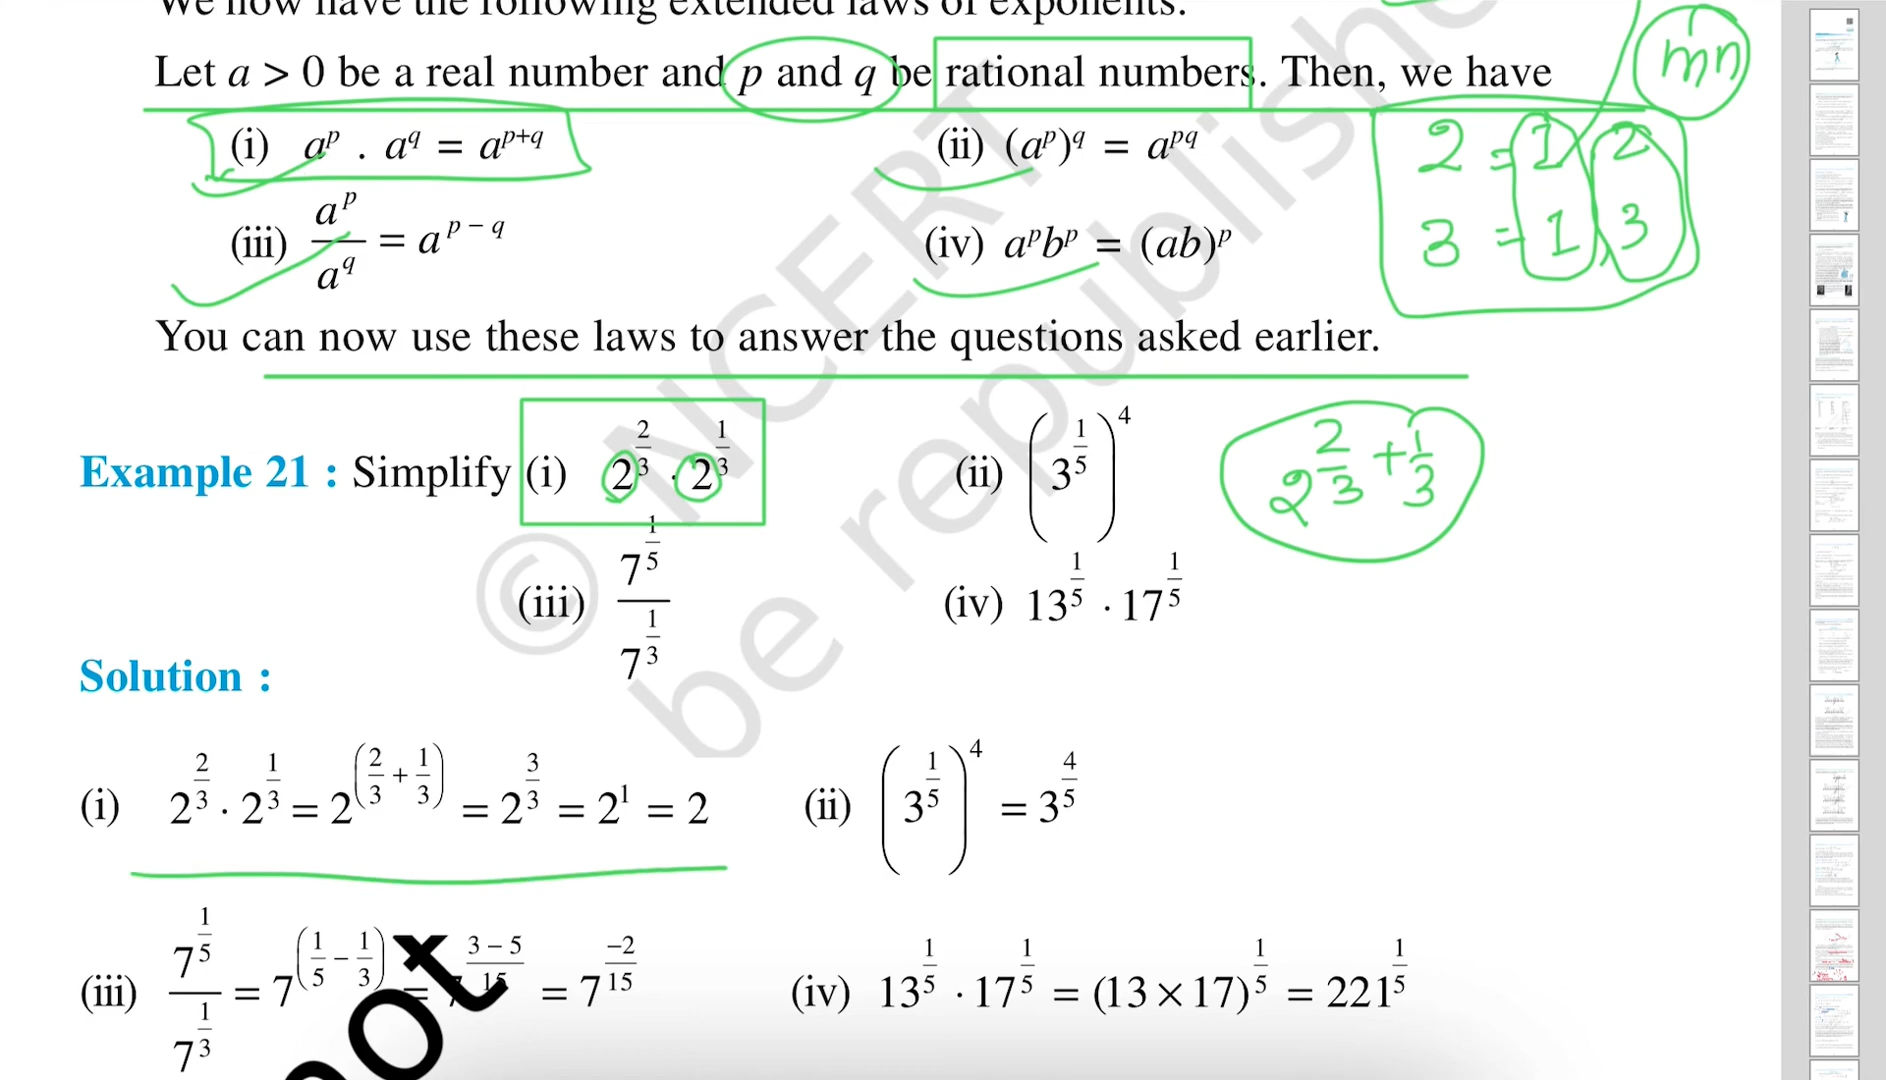 We now have the following extended laws of exponents.
Let a > 0 be a real number and p and q be rational numbers. Then, we have
mn
(i) a^p . a^q = a^(p+q) (ii) (a^p)^q = a^(pq)
2 = 1, 2
(iii) a^p/a^q = a^(p – q) (iv) a^p b^p = (ab)^p
3 = 1, 3
You can now use these laws to answer the questions asked earlier.
Example 21 : Simplify (i) 2^(2/3) · 2^(1/3) (ii) (3^(1/5))^4
2^(2/3 + 1/3)
(iii) 7^(1/5)/7^(1/3) (iv) 13^(1/5) · 17^(1/5)
Solution :
(i) 2^(2/3) · 2^(1/3) = 2^(2/3 + 1/3) = 2^(3/3) = 2^1 = 2 (ii) (3^(1/5))^4 = 3^(4/5)
(iii) 7^(1/5)/7^(1/3) = 7^(1/5 – 1/3) = 7^((3 – 5)/15) = 7^(–2/15) (iv) 13^(1/5) · 17^(1/5) = (13 × 17)^(1/5) = 221^(1/5)
© NCERT
be republishe
not